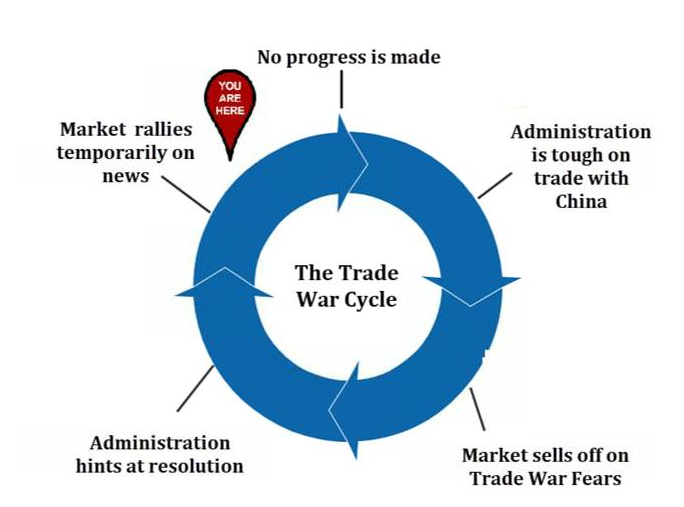 No progress is made
YOU
ARE
HERE
Market rallies
temporarily on
news
Administration
is tough on
trade with
China
The Trade
War Cycle
Administration
hints at resolution
Market sells off on
Trade War Fears